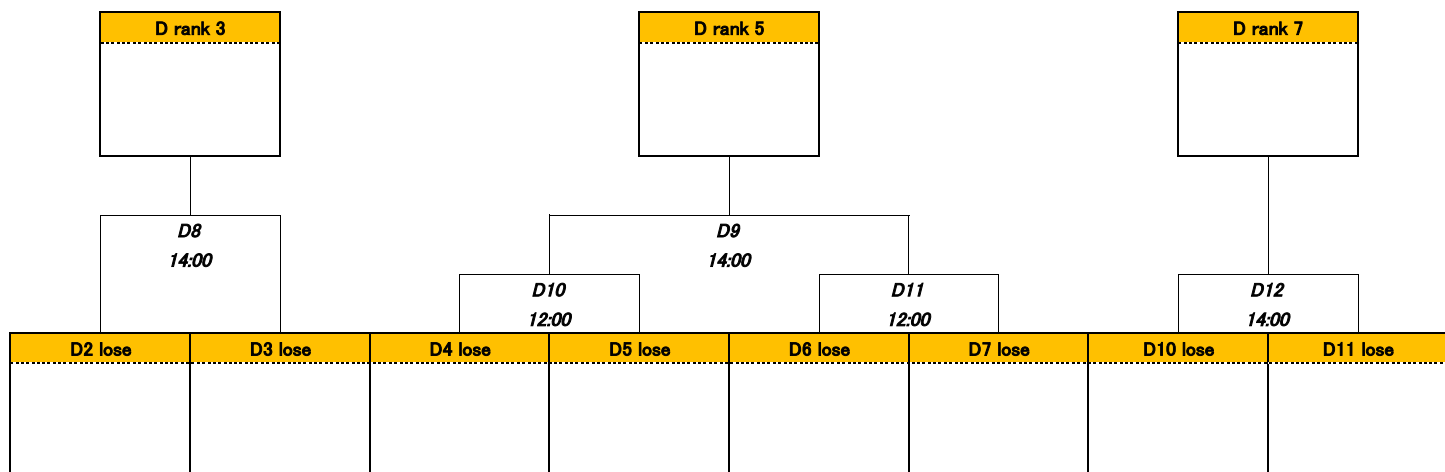 D rank 3
D rank 5
D rank 7
D8
14:00
D9
14:00
D10
12:00
D11
12:00
D12
14:00
D2 lose
D3 lose
D4 lose
D5 lose
D6 lose
D7 lose
D10 lose
D11 lose